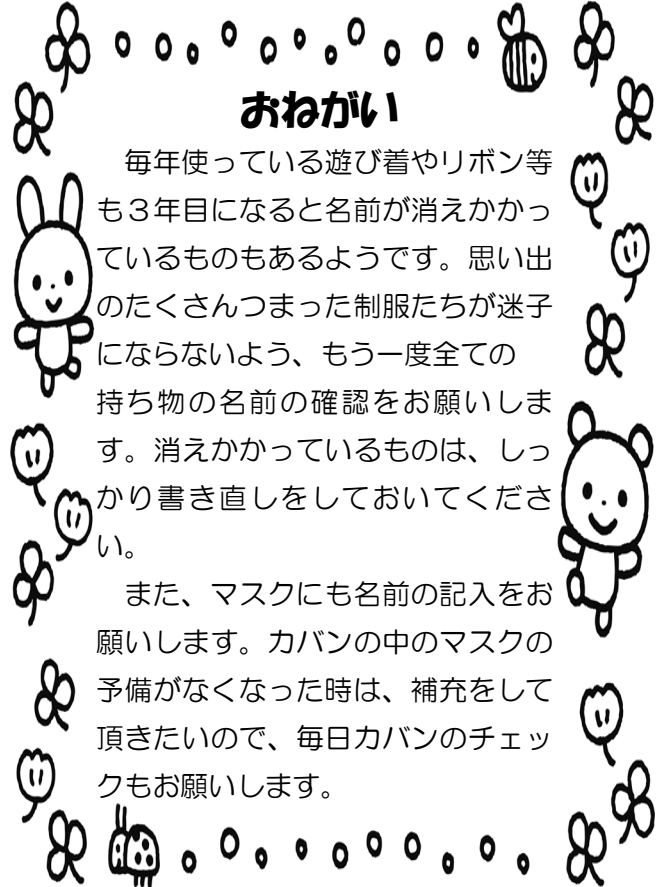 おねがい
　毎年使っている遊び着やリボン等
も３年目になると名前が消えかかっ
ているものもあるようです。思い出
のたくさんつまった制服たちが迷子
にならないよう、もう一度全ての
持ち物の名前の確認をお願いしま
す。消えかかっているものは、しっ
かり書き直しをしておいてくださ
い。
　また、マスクにも名前の記入をお
願いします。カバンの中のマスクの
予備がなくなった時は、補充をして
頂きたいので、毎日カバンのチェッ
クもお願いします。